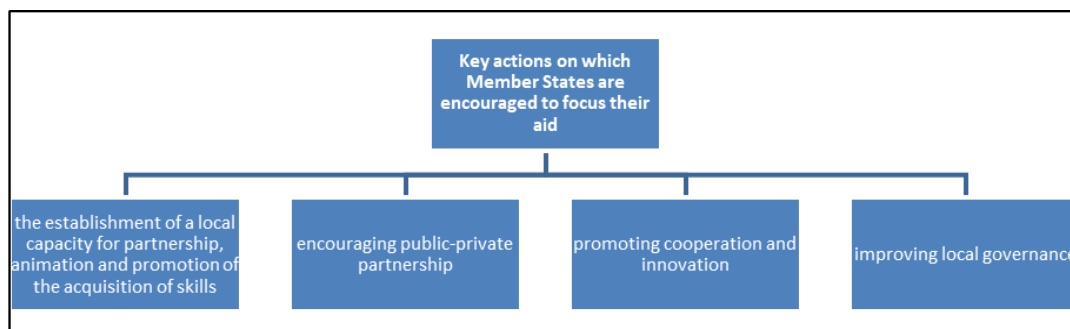 Key actions on which
Member States are
encouraged to focus their
aid
the establishment of a local
capacity for partnership,
animation and promotion of
the acquisition of skills
encouraging public-private
partnership
promoting cooperation and
innovation
improving local governance